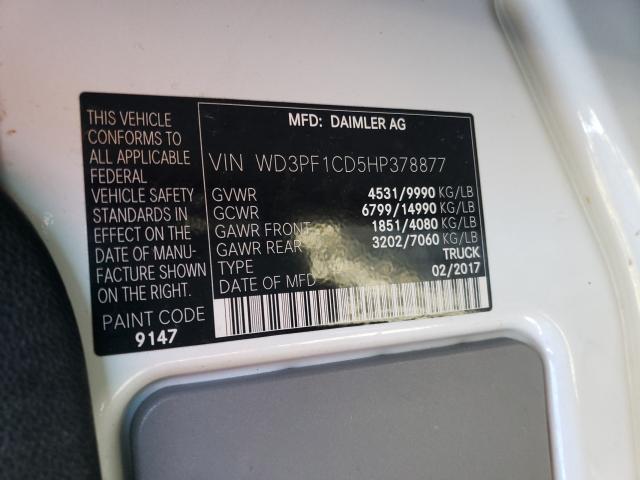 THIS VEHICLE
CONFORMS TO
ALL APPLICABLE
FEDERAL
VEHICLE SAFETY
STANDARDS IN
EFFECT ON THE
DATE OF MANU-
FACTURE SHOWN
ON THE RIGHT.
PAINT CODE
9147
MFD: DAIMLER AG
VIN WD3PF1CD5HP378877
GVWR 4531/9990 KG/LB
GCWR 6799/14990 KG/LB
GAWR FRONT 1851/4080 KG/LB
GAWR REAR 3202/7060 KG/LB
TYPE TRUCK
DATE OF MFD 02/2017